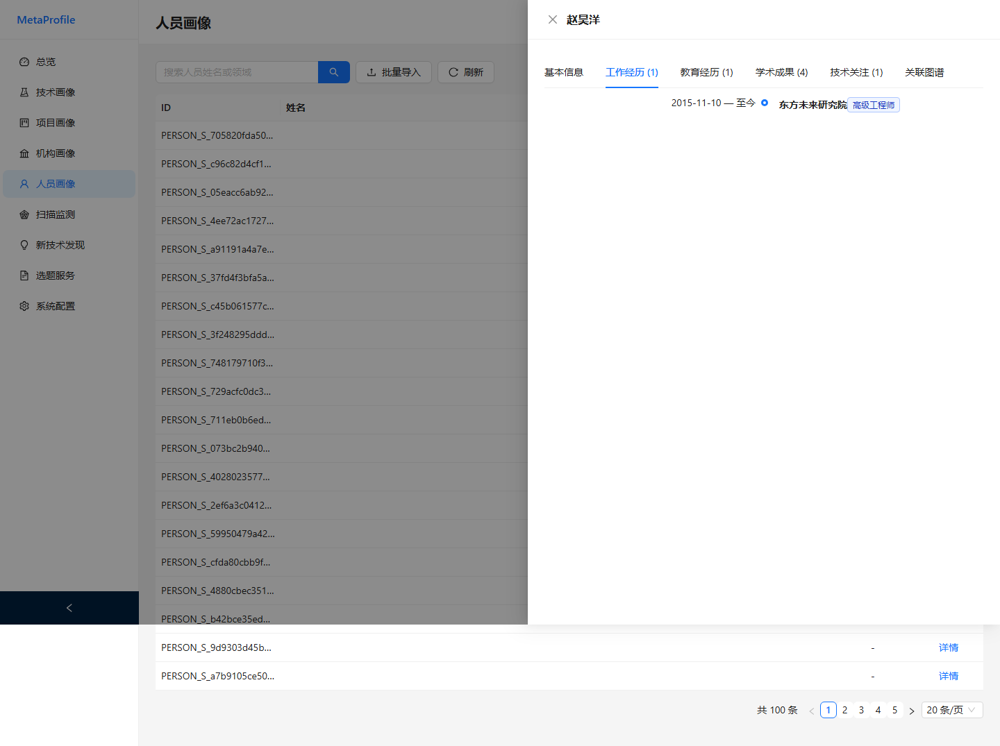 MetaProfile
总览
技术画像
项目画像
机构画像
人员画像
扫描监测
新技术发现
选题服务
系统配置
人员画像
搜索人员姓名或领域
批量导入
刷新
ID 姓名
PERSON_S_705820fda50...
PERSON_S_c96c82d4cf1...
PERSON_S_05eacc6ab92...
PERSON_S_4ee72ac1727...
PERSON_S_a91191a4a7e...
PERSON_S_37fd4f3bfa5a...
PERSON_S_c45b061577c...
PERSON_S_3f248295ddd...
PERSON_S_748179710f3...
PERSON_S_729acfc0dc3...
PERSON_S_711eb0b6ed...
PERSON_S_073bc2b940...
PERSON_S_4028023577...
PERSON_S_2ef6a3c0412...
PERSON_S_59950479a42...
PERSON_S_cfda80cbb9f...
PERSON_S_4880cbec351...
PERSON_S_b42bce35ed...
PERSON_S_9d9303d45b... - 详情
PERSON_S_a7b9105ce50... - 详情
共 100 条 1 2 3 4 5 20 条/页
赵昊洋
基本信息 工作经历 (1) 教育经历 (1) 学术成果 (4) 技术关注 (1) 关联图谱
2015-11-10 — 至今 东方未来研究院 高级工程师